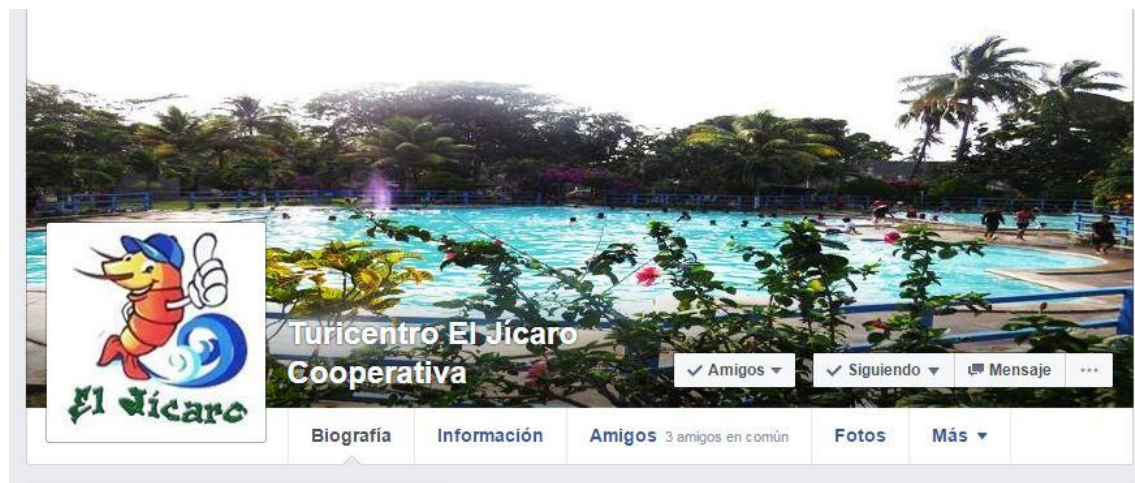 El Jícaro
Turicentro El Jícaro
Cooperativa
Amigos
Siguiendo
Mensaje
Biografía
Información
Amigos 3 amigos en común
Fotos
Más